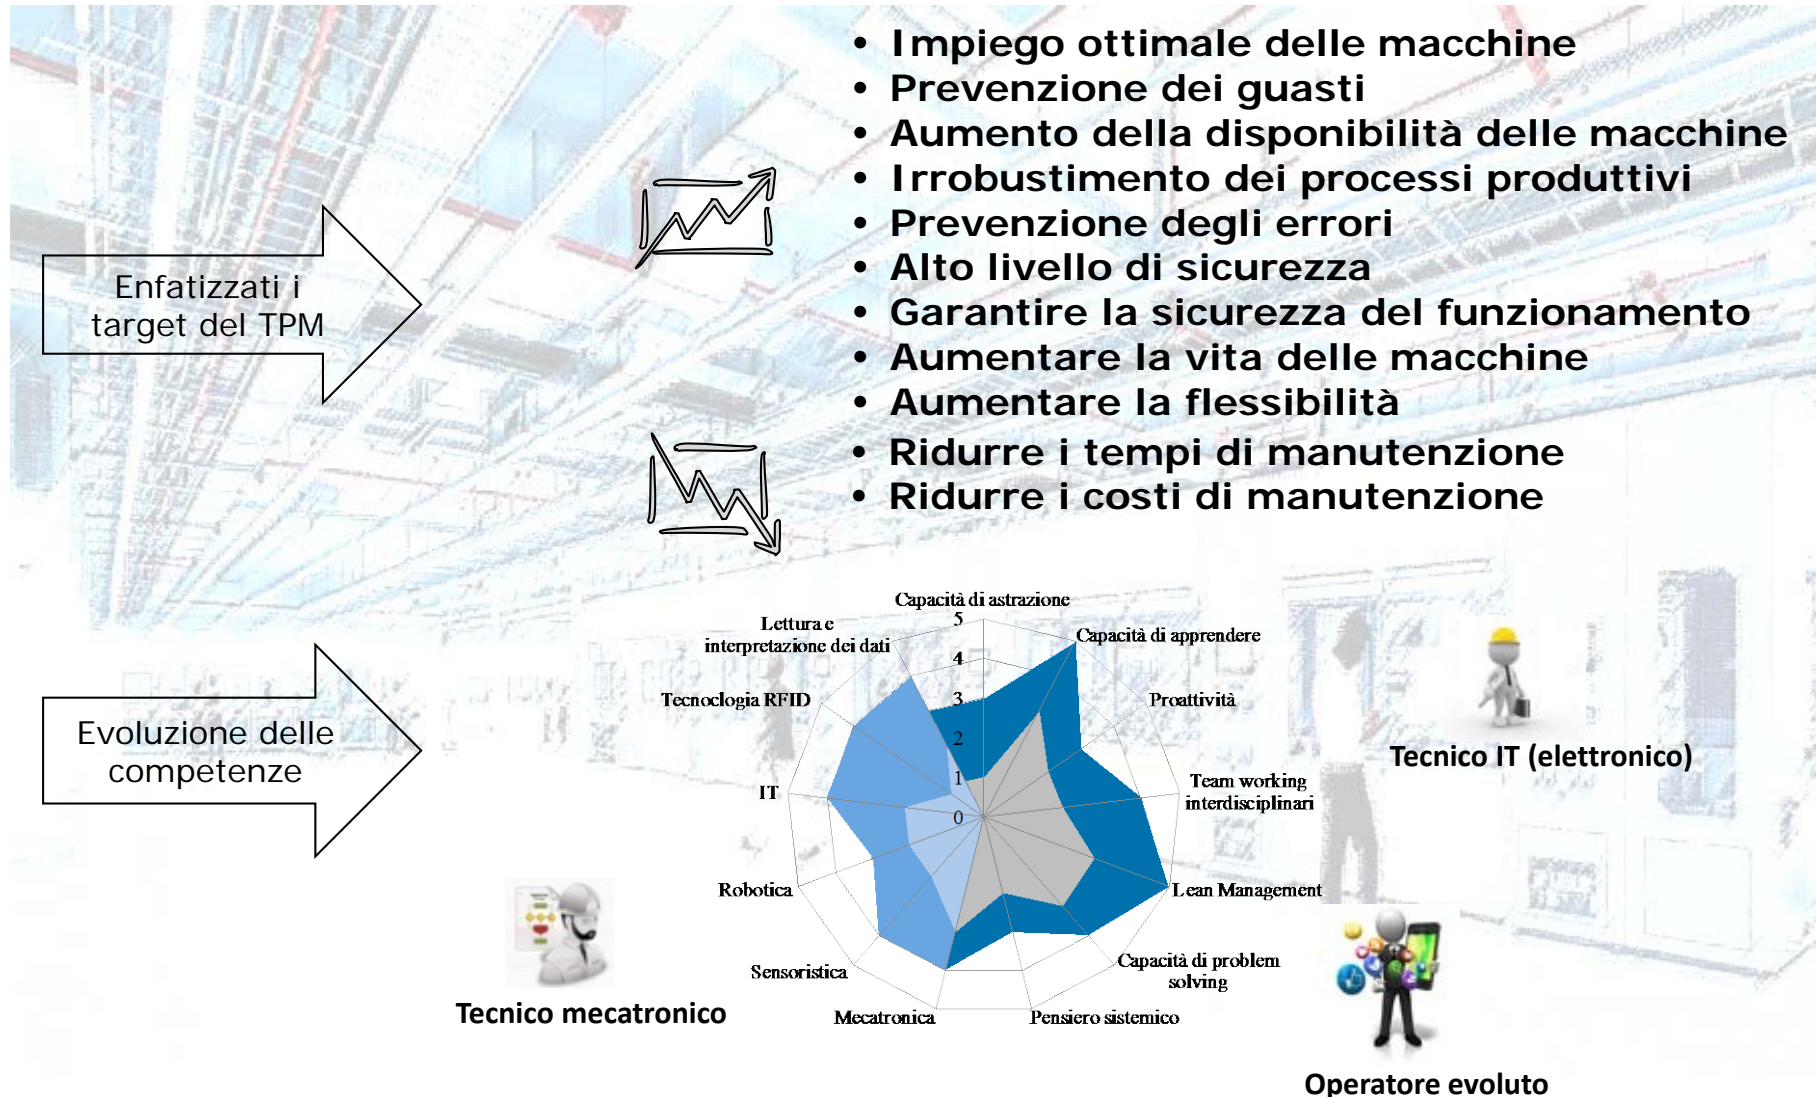 • Impiego ottimale delle macchine
• Prevenzione dei guasti
• Aumento della disponibilità delle macchine
• Irrobustimento dei processi produttivi
• Prevenzione degli errori
• Alto livello di sicurezza
• Garantire la sicurezza del funzionamento
• Aumentare la vita delle macchine
• Aumentare la flessibilità
• Ridurre i tempi di manutenzione
• Ridurre i costi di manutenzione
Enfatizzati i
target del TPM
Evoluzione delle
competenze
Capacità di astrazione
Capacità di apprendere
Proattività
Team working
interdisciplinari
Lean Management
Capacità di problem
solving
Pensiero sistemico
Mecatronica
Sensoristica
Robotica
IT
Tecnoclogia RFID
Lettura e
interpretazione dei dati
5
4
3
2
1
0
Tecnico IT (elettronico)
Tecnico mecatronico
Operatore evoluto